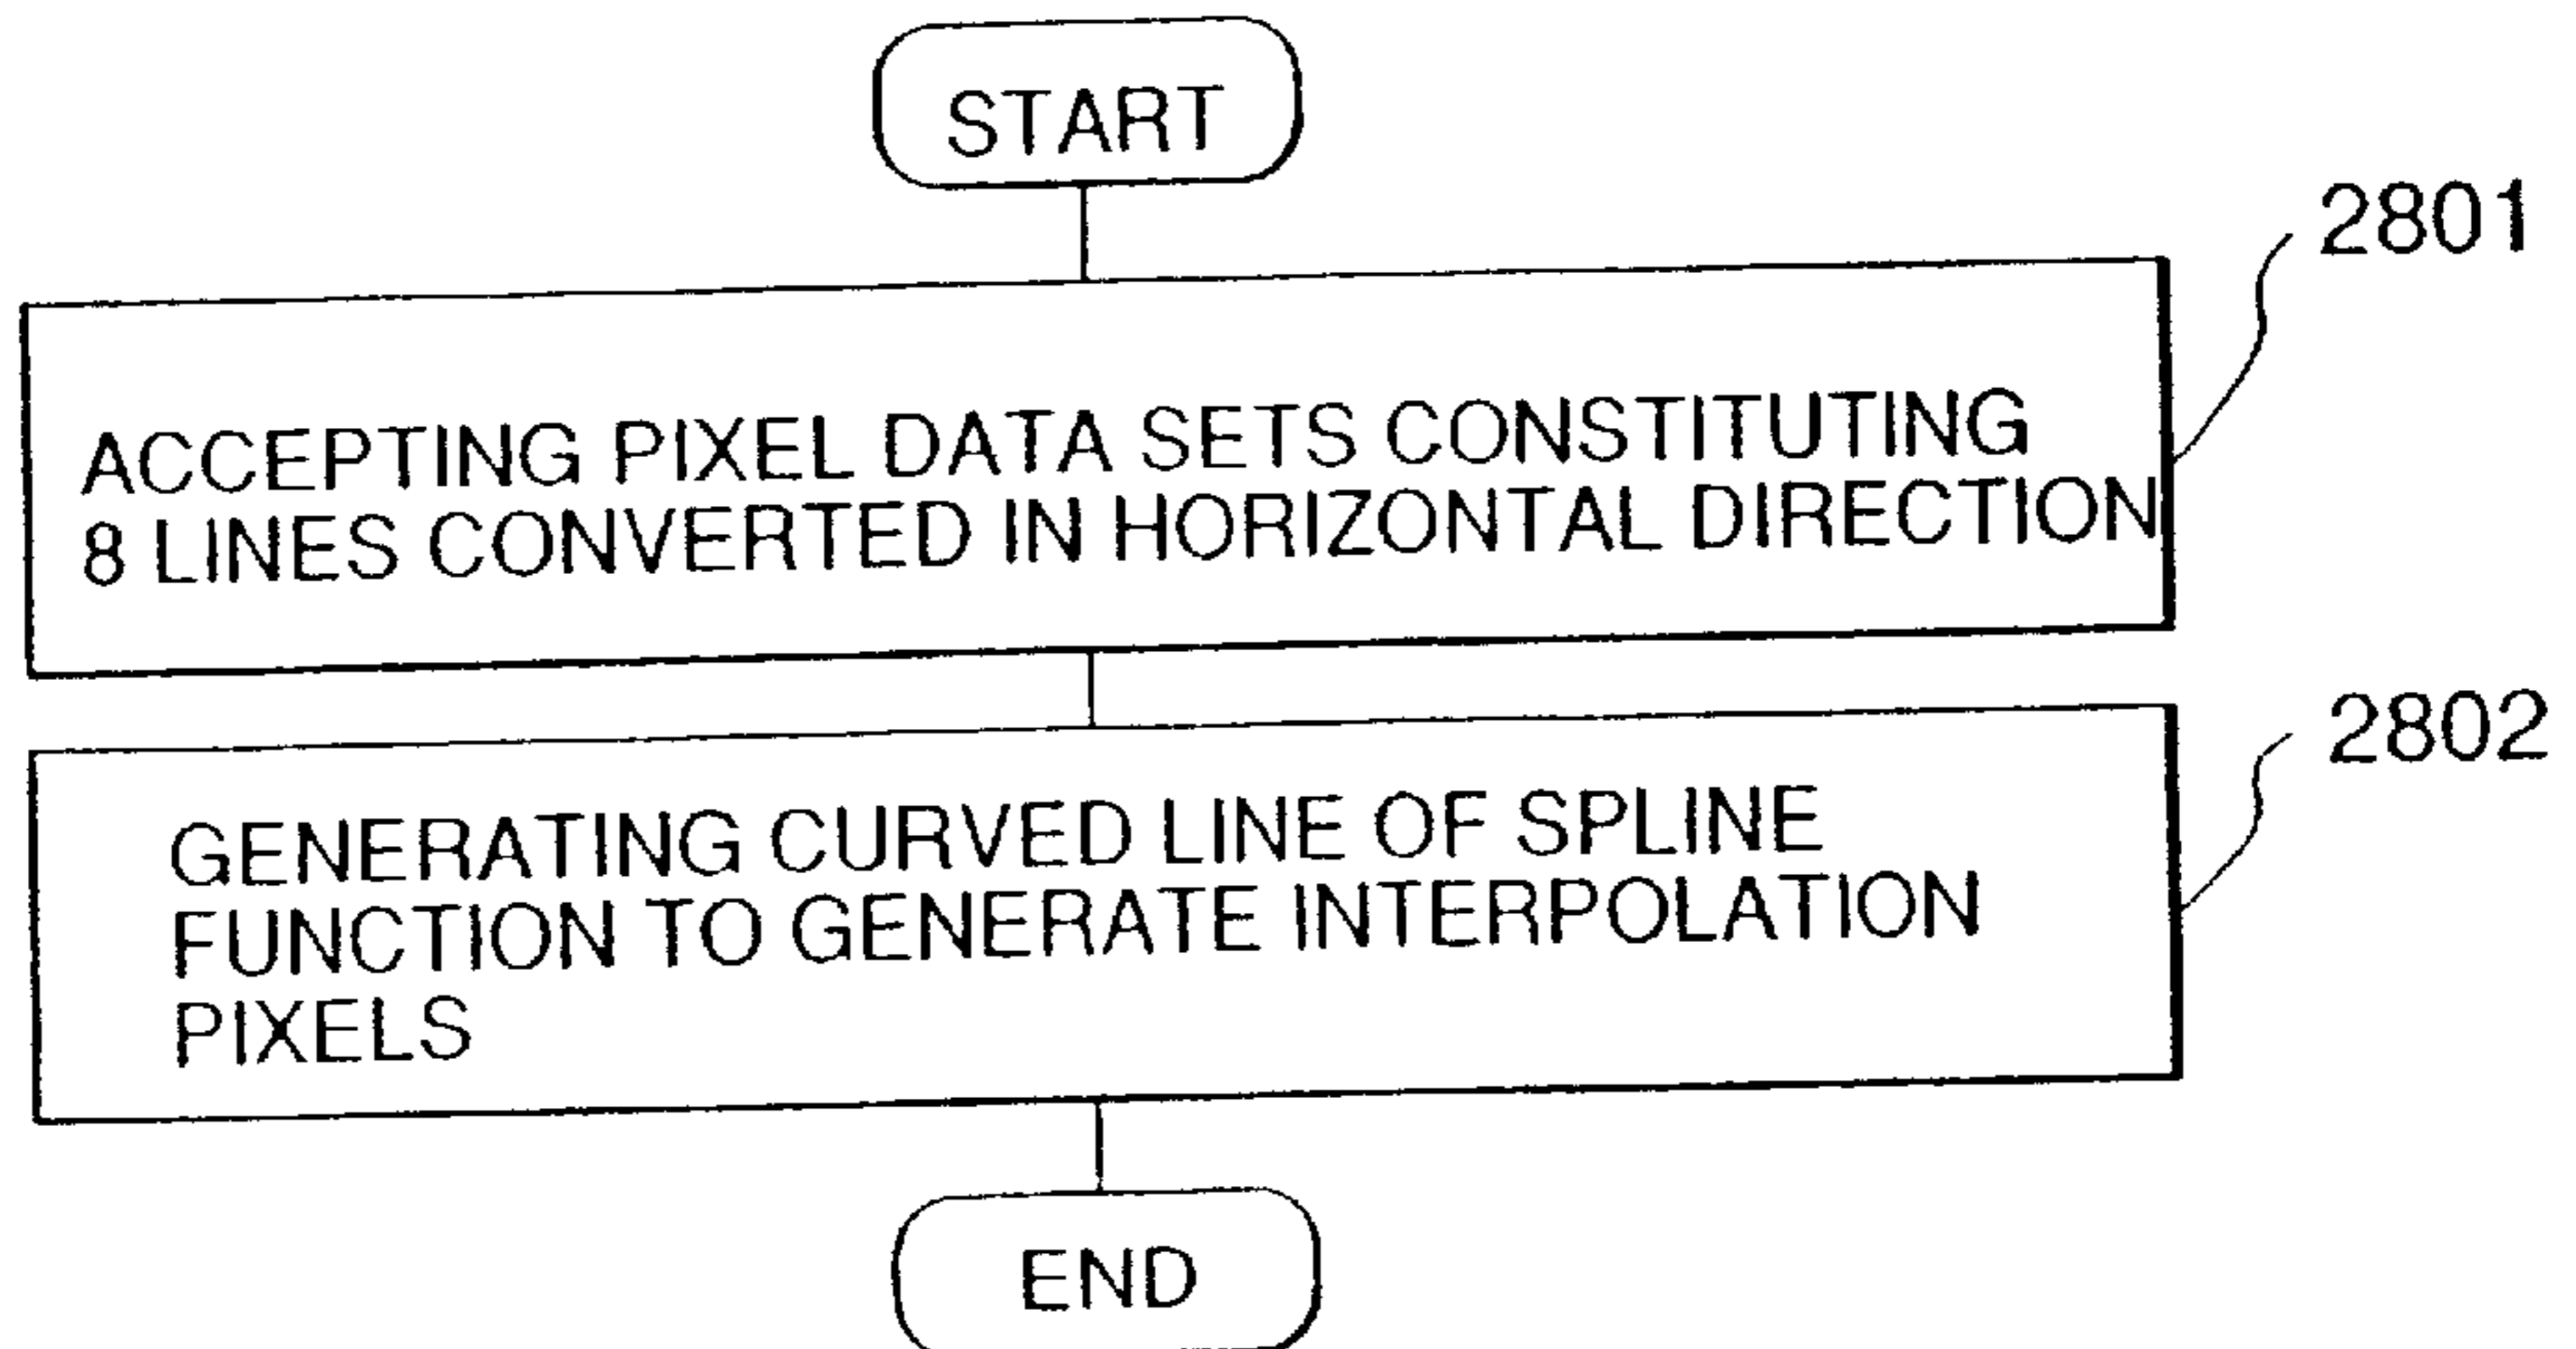 START
2801
ACCEPTING PIXEL DATA SETS CONSTITUTING
8 LINES CONVERTED IN HORIZONTAL DIRECTION
2802
GENERATING CURVED LINE OF SPLINE
FUNCTION TO GENERATE INTERPOLATION
PIXELS
END